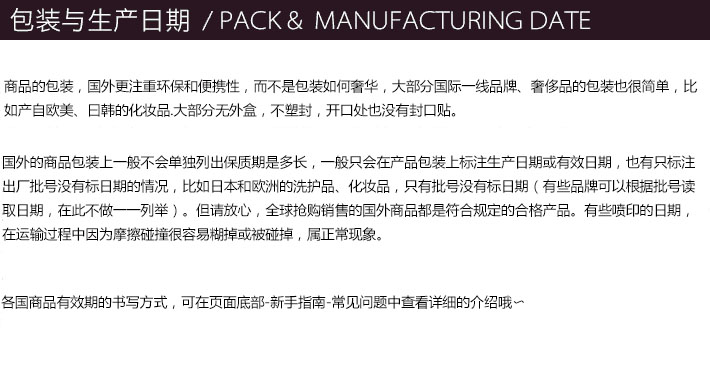 包装与生产日期 / PACK & MANUFACTURING DATE
商品的包装，国外更注重环保和便携性，而不是包装如何奢华，大部分国际一线品牌、奢侈品的包装也很简单，比
如产自欧美、日韩的化妆品.大部分无外盒，不塑封，开口处也没有封口贴。
国外的商品包装上一般不会单独列出保质期是多长，一般只会在产品包装上标注生产日期或有效日期，也有只标注
出厂批号没有标日期的情况，比如日本和欧洲的洗护品、化妆品，只有批号没有标日期（有些品牌可以根据批号读
取日期，在此不做一一列举）。但请放心，全球抢购销售的国外商品都是符合规定的合格产品。有些喷印的日期，
在运输过程中因为摩擦碰撞很容易糊掉或被碰掉，属正常现象。
各国商品有效期的书写方式，可在页面底部-新手指南-常见问题中查看详细的介绍哦～